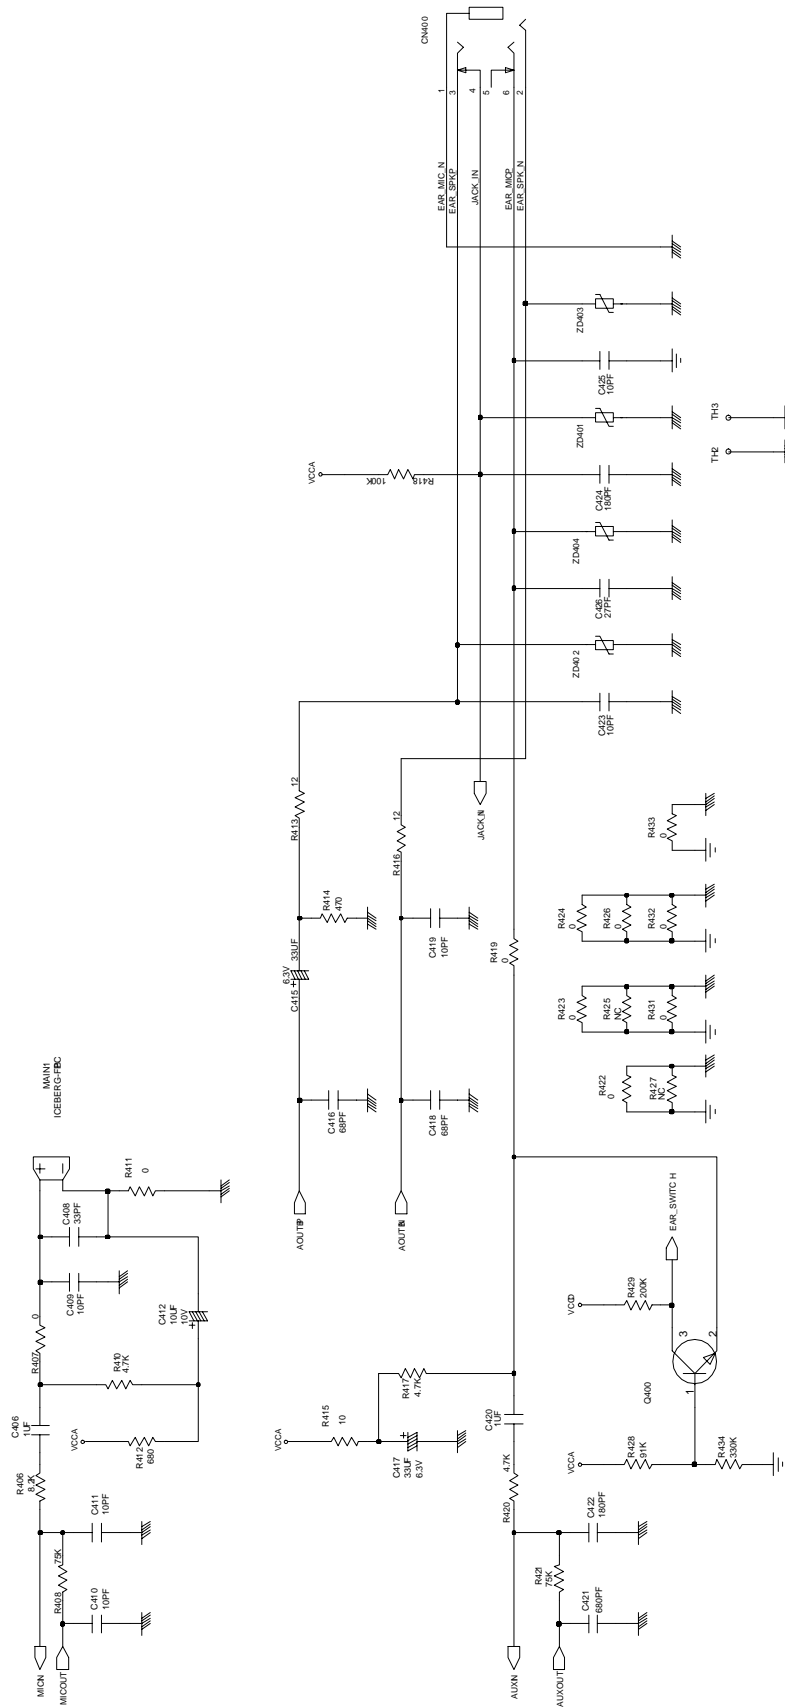 MICIN
MICOUT
R406
8.2K
R408
75K
C410
10PF
C411
10PF
C406
1UF
VCCA
R412
680
R410
4.7K
R407
0
C412
10UF
10V
+
C409
10PF
C408
33PF
R411
0
+
MAIN1
AUXIN
AUXOUT
R420
4.7K
R421
75K
C421
680PF
C422
180PF
C420
1UF
VCCA
R415
10
C417
33UF
6.3V
+
R417
4.7K
VCCA
R428
91K
R434
330K
Q400
1
2
3
R429
200K
EAR_SWITCH
C416
68PF
C418
68PF
C415
+
6.3V
33UF
R414
470
C419
10PF
R413
12
R416
12
R419
0
R422
0
R427
NC
R423
0
R425
NC
R431
0
R424
0
R426
0
R432
0
R433
0
JACK_IN
C423
10PF
ZD402
C426
27PF
ZD404
C424
180PF
ZD401
C425
10PF
ZD403
VCCA
R418
100K
TH2
TH3
EAR_MIC_N
EAR_SPKP
JACK_IN
EAR_MICP
EAR_SPK_N
1
3
4
5
6
2
CN400